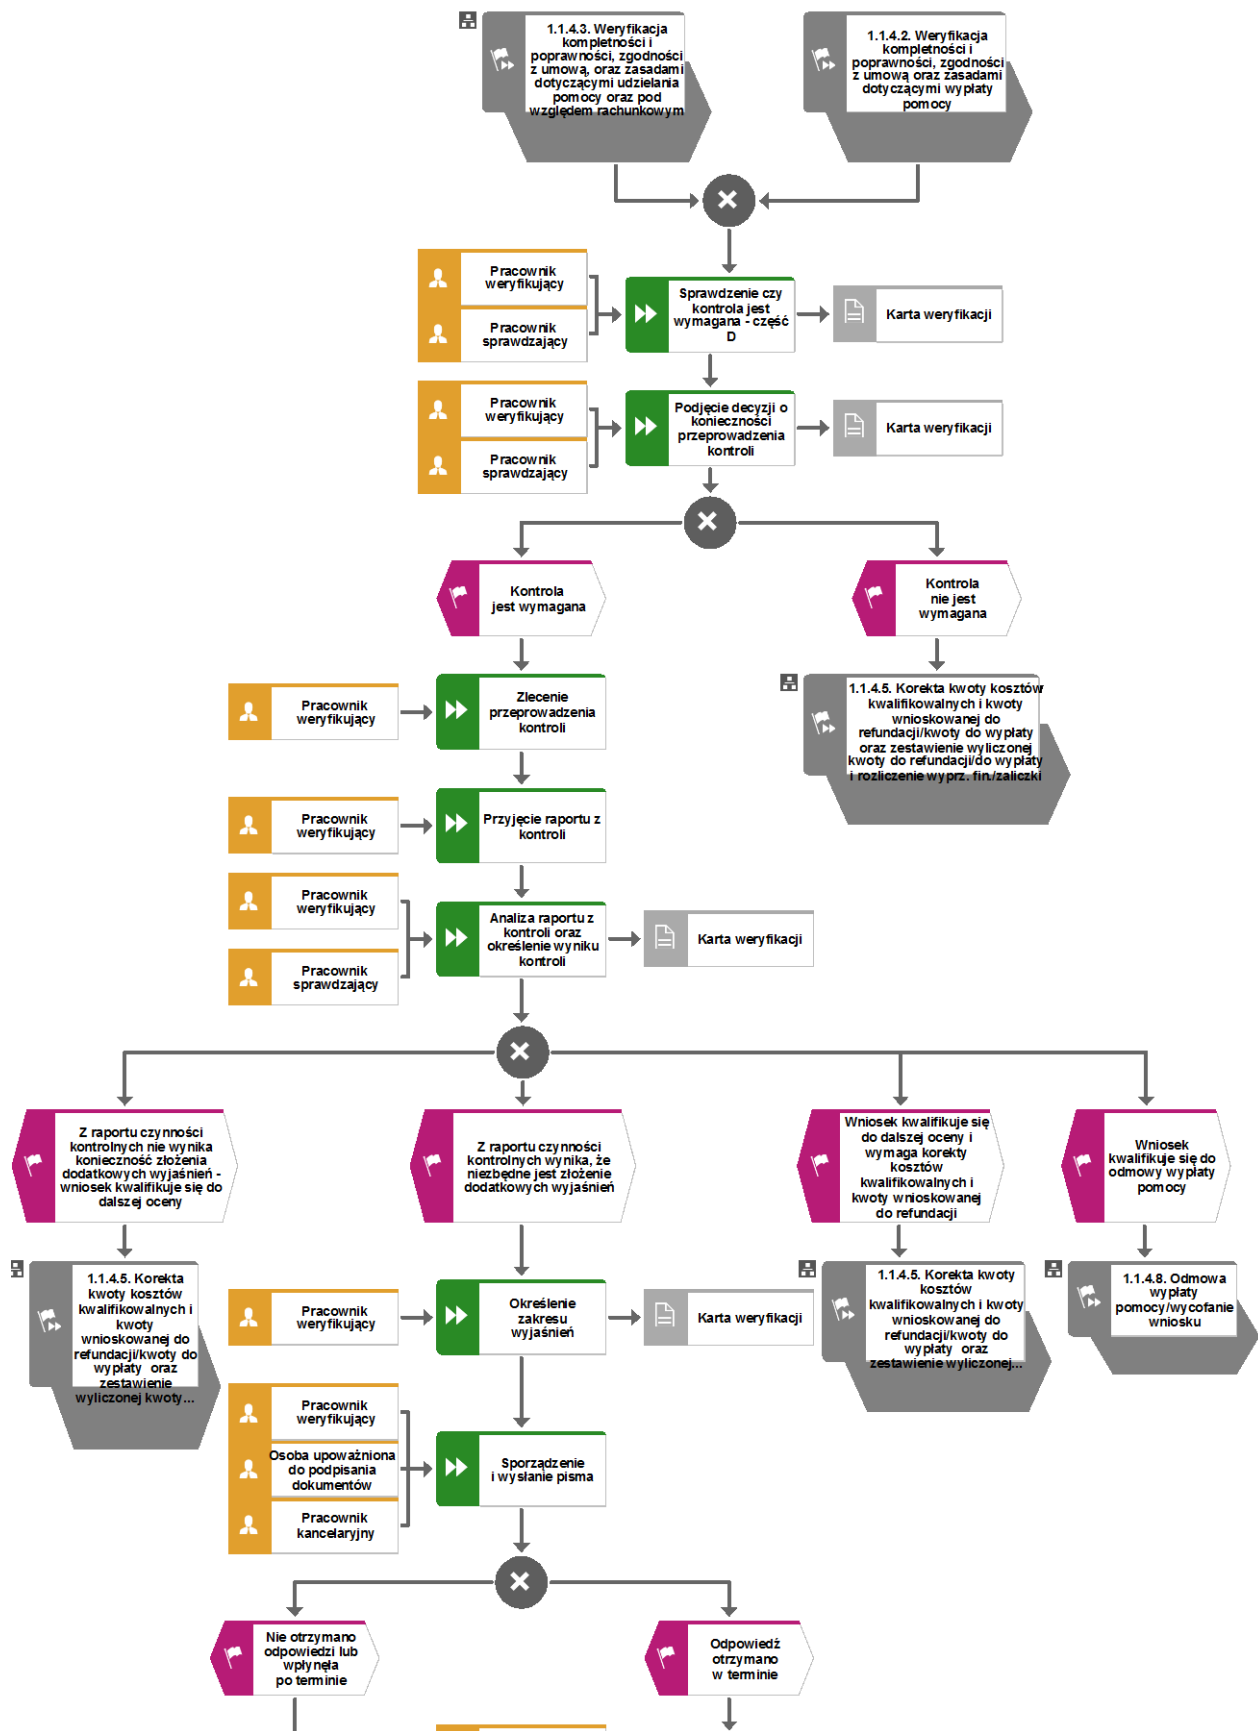 1.1.4.3. Weryfikacja
kompletności i
poprawności, zgodności
z umową, oraz zasadami
dotyczącymi udzielania
pomocy oraz pod
względem rachunkowym
1.1.4.2. Weryfikacja
kompletności i
poprawności, zgodności
z umową oraz zasadami
dotyczącymi wypłaty
pomocy
Pracownik
weryfikujący
Pracownik
sprawdzający
Sprawdzenie czy
kontrola jest
wymagana - część
D
Karta weryfikacji
Pracownik
weryfikujący
Pracownik
sprawdzający
Podjęcie decyzji o
konieczności
przeprowadzenia
kontroli
Karta weryfikacji
Kontrola
jest wymagana
Kontrola
nie jest
wymagana
Pracownik
weryfikujący
Zlecenie
przeprowadzenia
kontroli
1.1.4.5. Korekta kwoty kosztów
kwalifikowalnych i kwoty
wnioskowanej do
refundacji/kwoty do wypłaty
oraz zestawienie wyliczonej
kwoty do refundacji/do wypłaty
i rozliczenie wyprz. fin./zaliczki
Pracownik
weryfikujący
Przyjęcie raportu z
kontroli
Pracownik
weryfikujący
Pracownik
sprawdzający
Analiza raportu z
kontroli oraz
określenie wyniku
kontroli
Karta weryfikacji
Z raportu czynności
kontrolnych nie wynika
konieczność złożenia
dodatkowych wyjaśnień -
wniosek kwalifikuje się do
dalszej oceny
Z raportu czynności
kontrolnych wynika, że
niezbędne jest złożenie
dodatkowych wyjaśnień
Wniosek kwalifikuje się
do dalszej oceny i
wymaga korekty
kosztów
kwalifikowalnych i
kwoty wnioskowanej
do refundacji
Wniosek
kwalifikuje się do
odmowy wypłaty
pomocy
1.1.4.5. Korekta
kwoty kosztów
kwalifikowalnych i
kwoty
wnioskowanej do
refundacji/kwoty do
wypłaty oraz
zestawienie
wyliczonej kwoty...
Pracownik
weryfikujący
Określenie
zakresu
wyjaśnień
Karta weryfikacji
1.1.4.5. Korekta kwoty
kosztów
kwalifikowalnych i kwoty
wnioskowanej do
refundacji/kwoty do
wypłaty oraz
zestawienie wyliczonej...
1.1.4.8. Odmowa
wypłaty
pomocy/wycofanie
wniosku
Pracownik
weryfikujący
Osoba upoważniona
do podpisania
dokumentów
Pracownik
kancelaryjny
Sporządzenie
i wysłanie pisma
Nie otrzymano
odpowiedzi lub
wpłynęła
po terminie
Odpowiedź
otrzymano
w terminie